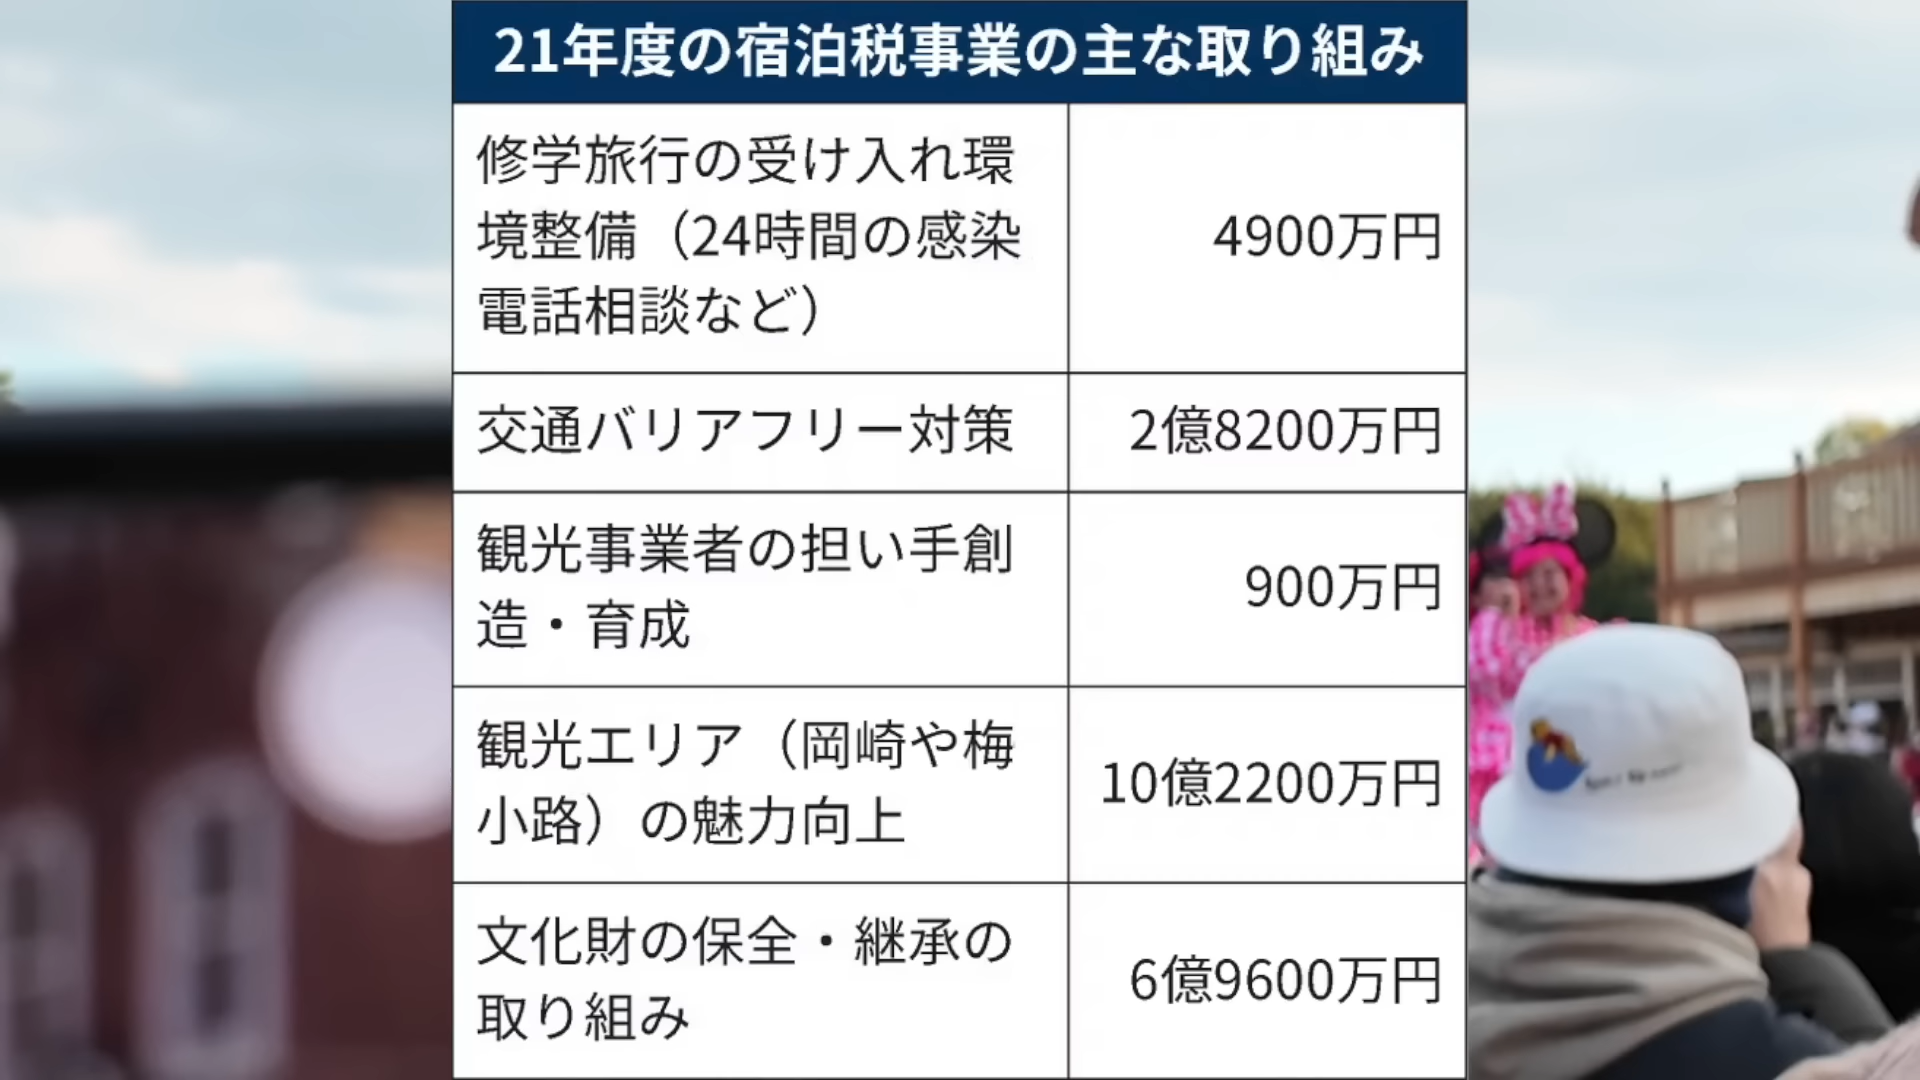 21年度の宿泊税事業の主な取り組み
修学旅行の受け入れ環
境整備（24時間の感染
電話相談など）
4900万円
交通バリアフリー対策
2億8200万円
観光事業者の担い手創
造・育成
900万円
観光エリア（岡崎や梅
小路）の魅力向上
10億2200万円
文化財の保全・継承の
取り組み
6億9600万円